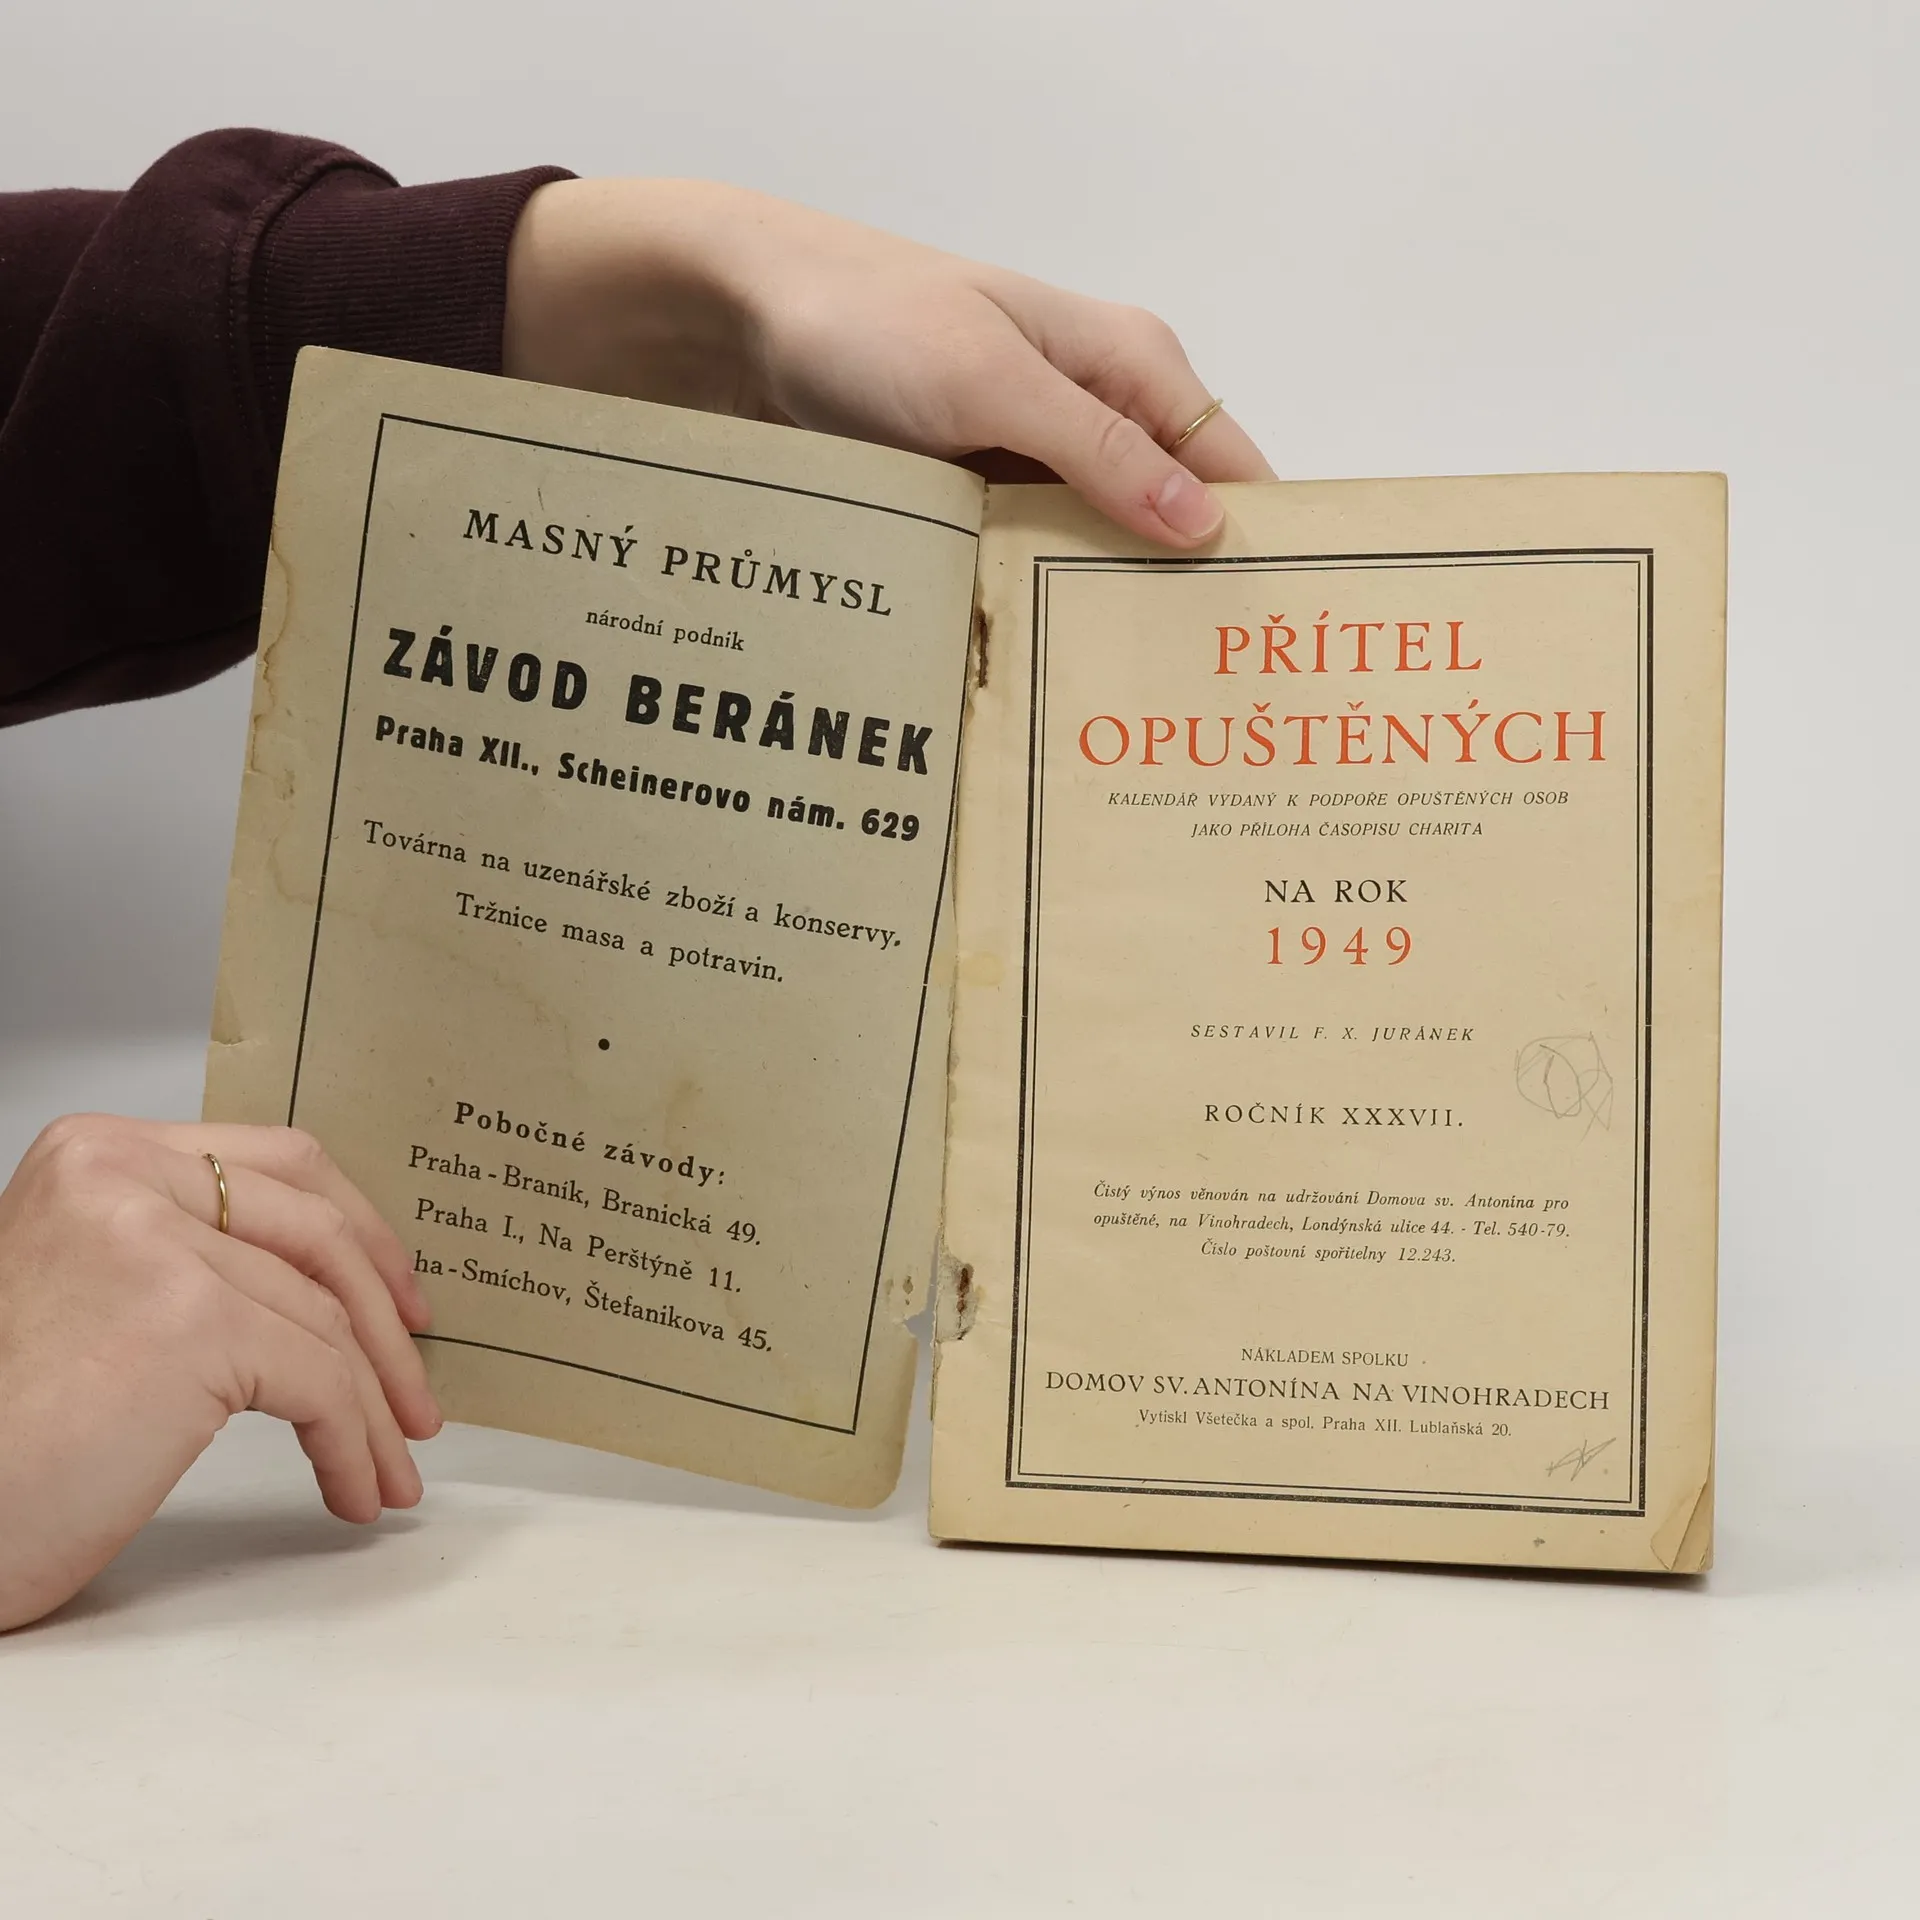 MASNÝ PRŮMYSL
národní podnik
ZÁVOD BERÁNEK
Praha XII., Scheinerovo nám. 629
Továrna na uzenářské zboží a konservy.
Tržnice masa a potravin.
Pobočné závody:
Praha-Braník, Branická 49.
Praha I., Na Perštýně 11.
ha-Smíchov, Štefanikova 45.
PŘÍTEL
OPUŠTĚNÝCH
KALENDÁŘ VYDANÝ K PODPOŘE OPUŠTĚNÝCH OSOB
JAKO PŘÍLOHA ČASOPISU CHARITA
NA ROK
1949
SESTAVIL F. X. JURÁNEK
ROČNÍK XXXVII.
Čistý výnos věnován na udržování Domova sv. Antonína pro
opuštěné, na Vinohradech, Londýnská ulice 44. - Tel. 540-79.
Číslo poštovní spořitelny 12.243.
NÁKLADEM SPOLKU
DOMOV SV. ANTONÍNA NA VINOHRADECH
Vytiskl Všetečka a spol. Praha XII. Lublaňská 20.